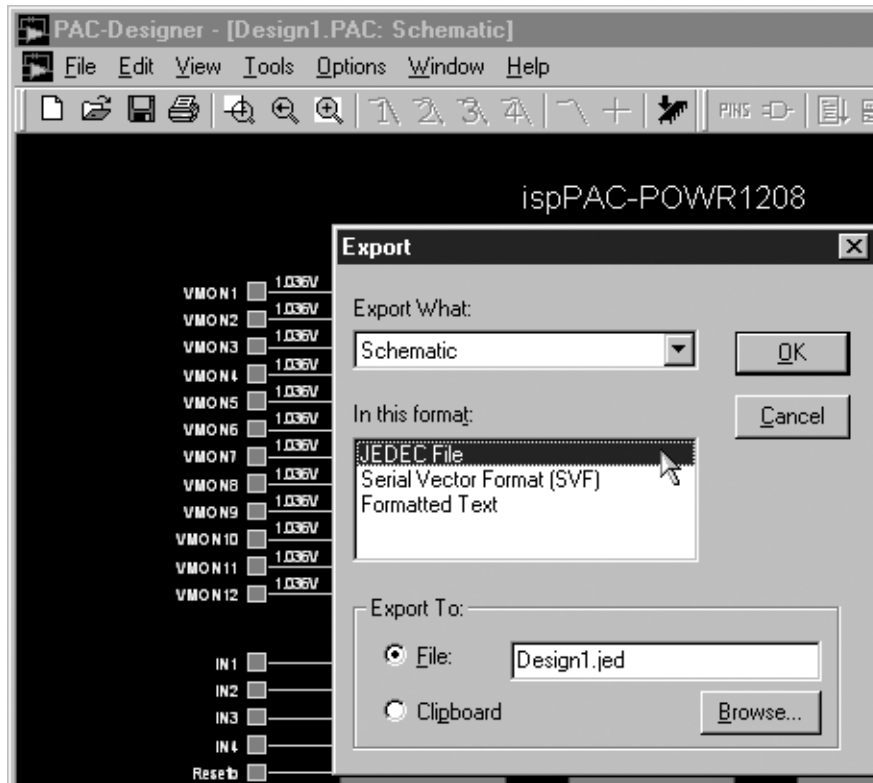 PAC-Designer - [Design1.PAC: Schematic]
File Edit View Tools Options Window Help
1 2 3 4 PINS
ispPAC-POWR1208
Export
Export What:
Schematic
OK
Cancel
In this format:
JEDEC File
Serial Vector Format (SVF)
Formatted Text
Export To:
File: Design1.jed
Clipboard Browse...
VMON1 1.036V
VMON2 1.036V
VMON3 1.036V
VMON4 1.036V
VMON5 1.036V
VMON6 1.036V
VMON7 1.036V
VMON8 1.036V
VMON9 1.036V
VMON10 1.036V
VMON11 1.036V
VMON12 1.036V
IN1
IN2
IN3
IN4